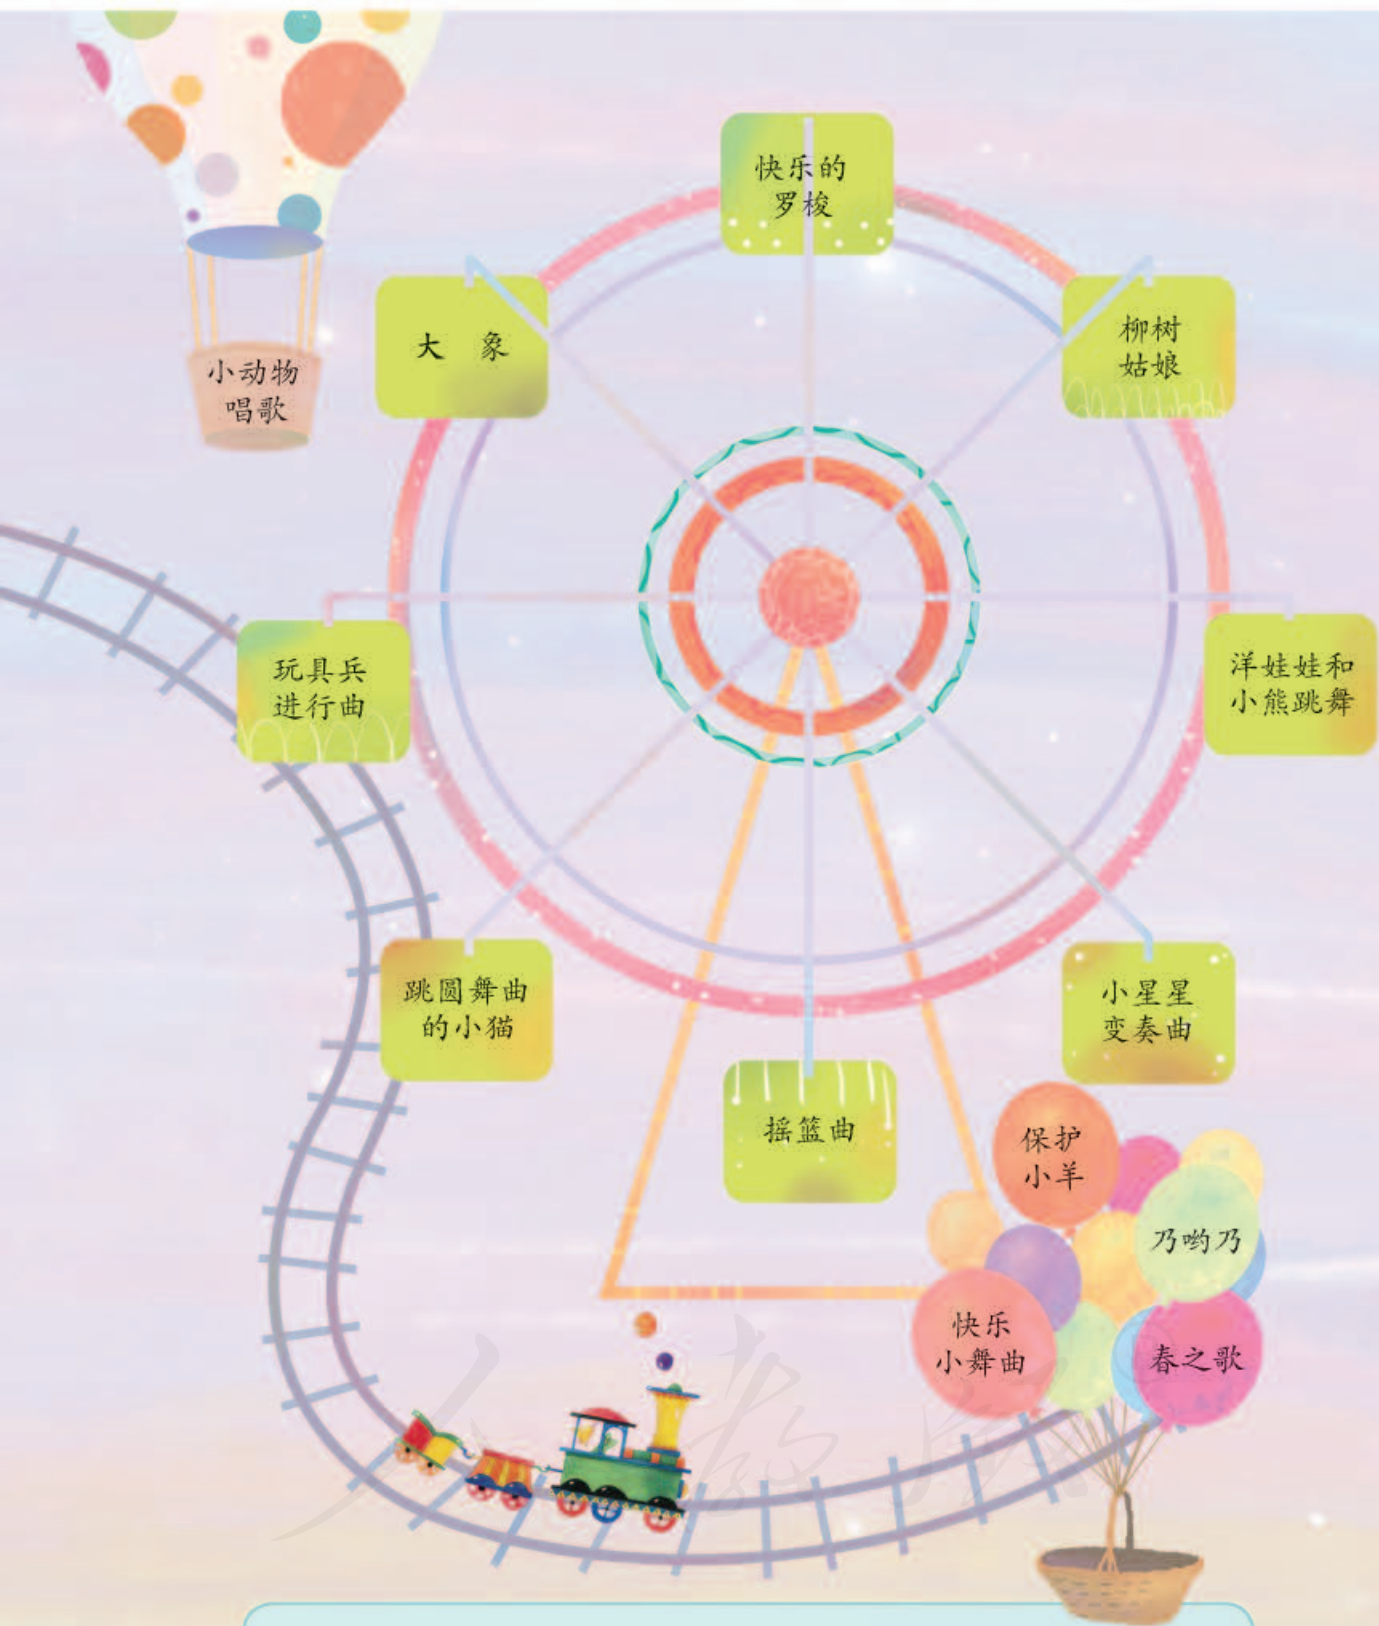 快乐的
罗梭
大 象
柳树
姑娘
小动物
唱歌
玩具兵
进行曲
洋娃娃和
小熊跳舞
跳圆舞曲
的小猫
小星星
变奏曲
摇篮曲
保护
小羊
乃哟乃
快乐
小舞曲
春之歌